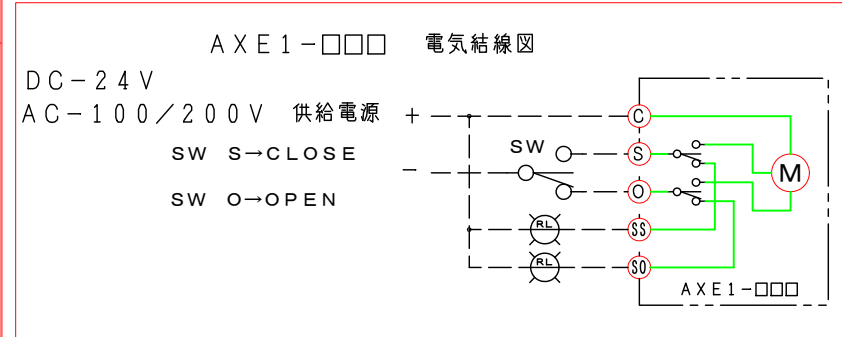 AXE1-□□□ 電気結線図
DC-24V
AC-100/200V 供給電源 +
C
SW S→CLOSE
SW
S
-
M
SW O→OPEN
O
RL
SS
RL
SO
AXE1-□□□